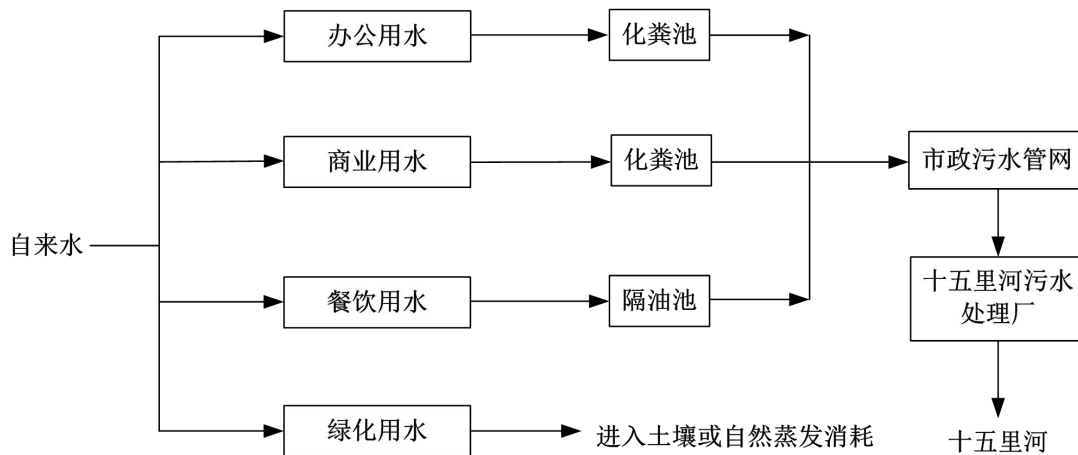 办公用水
化粪池
商业用水
化粪池
市政污水管网
自来水
餐饮用水
隔油池
十五里河污水
处理厂
绿化用水
进入土壤或自然蒸发消耗
十五里河